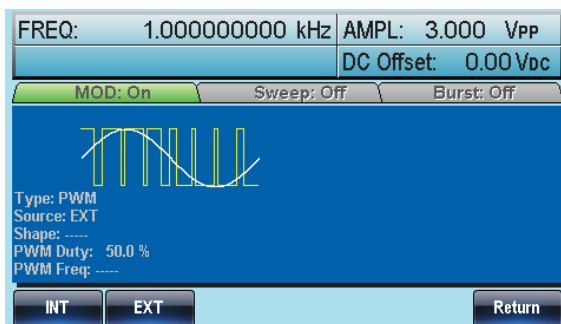 FREQ: 1.000000000 kHz AMPL: 3.000 VPP
DC Offset: 0.00 VDC
MOD: On Sweep: Off Burst: Off
Type: PWM
Source: EXT
Shape: -----
PWM Duty: 50.0 %
PWM Freq: -----
INT EXT Return